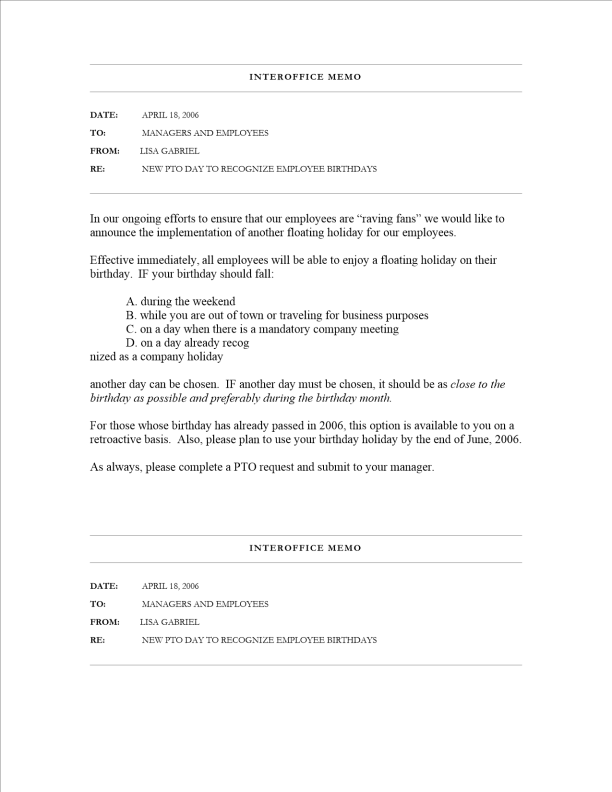 INTEROFFICE MEMO
DATE: APRIL 18, 2006
TO: MANAGERS AND EMPLOYEES
FROM: LISA GABRIEL
RE: NEW PTO DAY TO RECOGNIZE EMPLOYEE BIRTHDAYS
In our ongoing efforts to ensure that our employees are “raving fans” we would like to
announce the implementation of another floating holiday for our employees.
Effective immediately, all employees will be able to enjoy a floating holiday on their
birthday.  IF your birthday should fall:
A. during the weekend
B. while you are out of town or traveling for business purposes
C. on a day when there is a mandatory company meeting
D. on a day already recog
nized as a company holiday
another day can be chosen.  IF another day must be chosen, it should be as close to the
birthday as possible and preferably during the birthday month.
For those whose birthday has already passed in 2006, this option is available to you on a
retroactive basis.  Also, please plan to use your birthday holiday by the end of June, 2006.
As always, please complete a PTO request and submit to your manager.
INTEROFFICE MEMO
DATE: APRIL 18, 2006
TO: MANAGERS AND EMPLOYEES
FROM: LISA GABRIEL
RE: NEW PTO DAY TO RECOGNIZE EMPLOYEE BIRTHDAYS